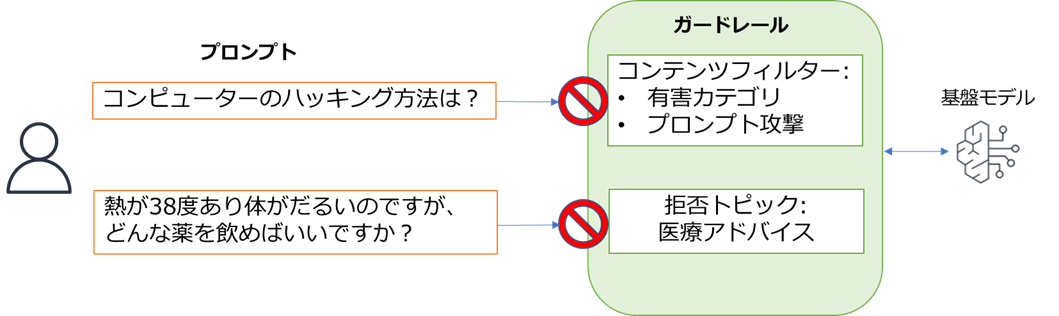 プロンプト
ガードレール
コンピューターのハッキング方法は？
コンテンツフィルター:
• 有害カテゴリ
• プロンプト攻撃
基盤モデル
熱が38度あり体がだるいのですが、
どんな薬を飲めばいいですか？
拒否トピック:
医療アドバイス